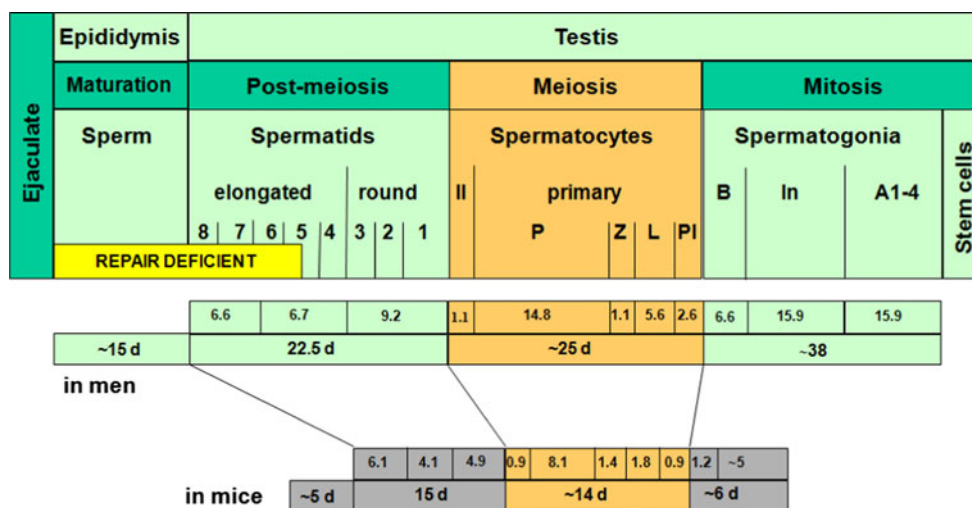 Ejaculate
Epididymis Testis
Maturation Post-meiosis Meiosis Mitosis
Sperm Spermatids Spermatocytes Spermatogonia Stem cells
elongated round II primary B In A1-4
8 7 6 5 4 3 2 1 P Z L Pl
REPAIR DEFICIENT
6.6 6.7 9.2 1.1 14.8 1.1 5.6 2.6 6.6 15.9 15.9
~15 d 22.5 d ~25 d ~38
in men
6.1 4.1 4.9 0.9 8.1 1.4 1.8 0.9 1.2 ~5
in mice ~5 d 15 d ~14 d ~6 d